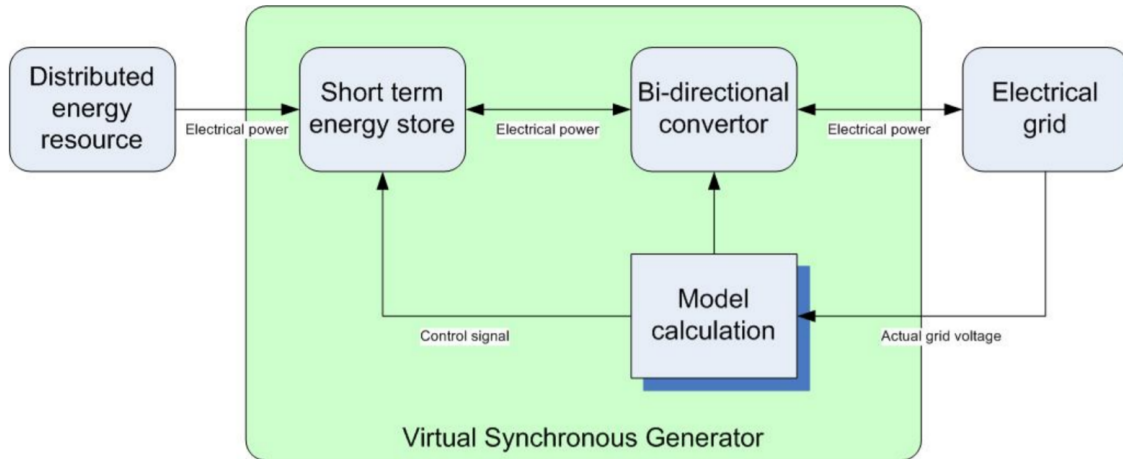 Distributed
energy
resource
Electrical power
Short term
energy store
Electrical power
Bi-directional
convertor
Electrical power
Electrical
grid
Model
calculation
Control signal
Actual grid voltage
Virtual Synchronous Generator